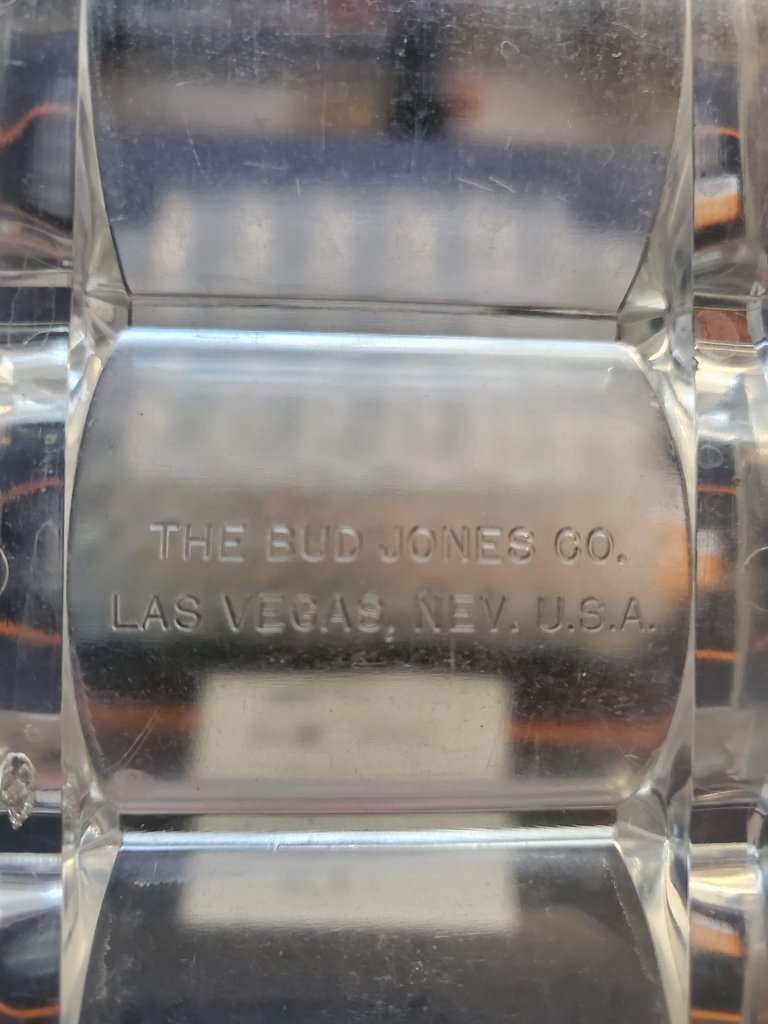 THE BUD JONES CO.
LAS VEGAS, NEV. U.S.A.